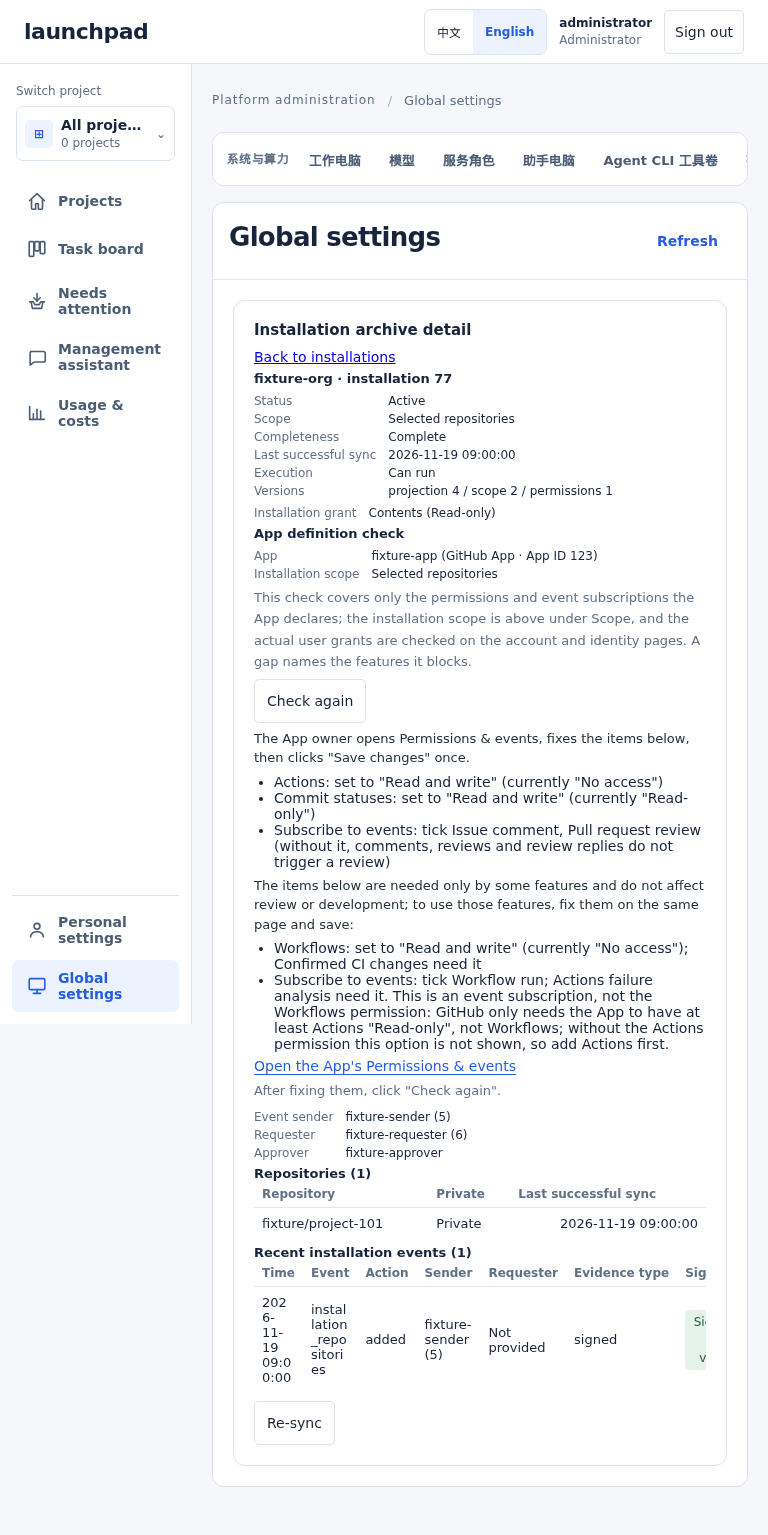 launchpad
中文
English
administrator
Administrator
Sign out
Switch project
All proje…
0 projects
Projects
Task board
Needs
attention
Management
assistant
Usage &
costs
Personal
settings
Global
settings
Platform administration / Global settings
系统与算力
工作电脑
模型
服务角色
助手电脑
Agent CLI 工具卷
Global settings
Refresh
Installation archive detail
Back to installations
fixture-org · installation 77
Status Active
Scope Selected repositories
Completeness Complete
Last successful sync 2026-11-19 09:00:00
Execution Can run
Versions projection 4 / scope 2 / permissions 1
Installation grant Contents (Read-only)
App definition check
App fixture-app (GitHub App · App ID 123)
Installation scope Selected repositories
This check covers only the permissions and event subscriptions the
App declares; the installation scope is above under Scope, and the
actual user grants are checked on the account and identity pages. A
gap names the features it blocks.
Check again
The App owner opens Permissions & events, fixes the items below,
then clicks "Save changes" once.
• Actions: set to "Read and write" (currently "No access")
• Commit statuses: set to "Read and write" (currently "Read-
only")
• Subscribe to events: tick Issue comment, Pull request review
(without it, comments, reviews and review replies do not
trigger a review)
The items below are needed only by some features and do not affect
review or development; to use those features, fix them on the same
page and save:
• Workflows: set to "Read and write" (currently "No access");
Confirmed CI changes need it
• Subscribe to events: tick Workflow run; Actions failure
analysis need it. This is an event subscription, not the
Workflows permission: GitHub only needs the App to have at
least Actions "Read-only", not Workflows; without the Actions
permission this option is not shown, so add Actions first.
Open the App's Permissions & events
After fixing them, click "Check again".
Event sender fixture-sender (5)
Requester fixture-requester (6)
Approver fixture-approver
Repositories (1)
Repository Private Last successful sync
fixture/project-101 Private 2026-11-19 09:00:00
Recent installation events (1)
Time Event Action Sender Requester Evidence type
202
6-
11-
19
09:0
0:00
instal
lation
_repo
sitori
es
added
fixture-
sender
(5)
Not
provided
signed
Re-sync